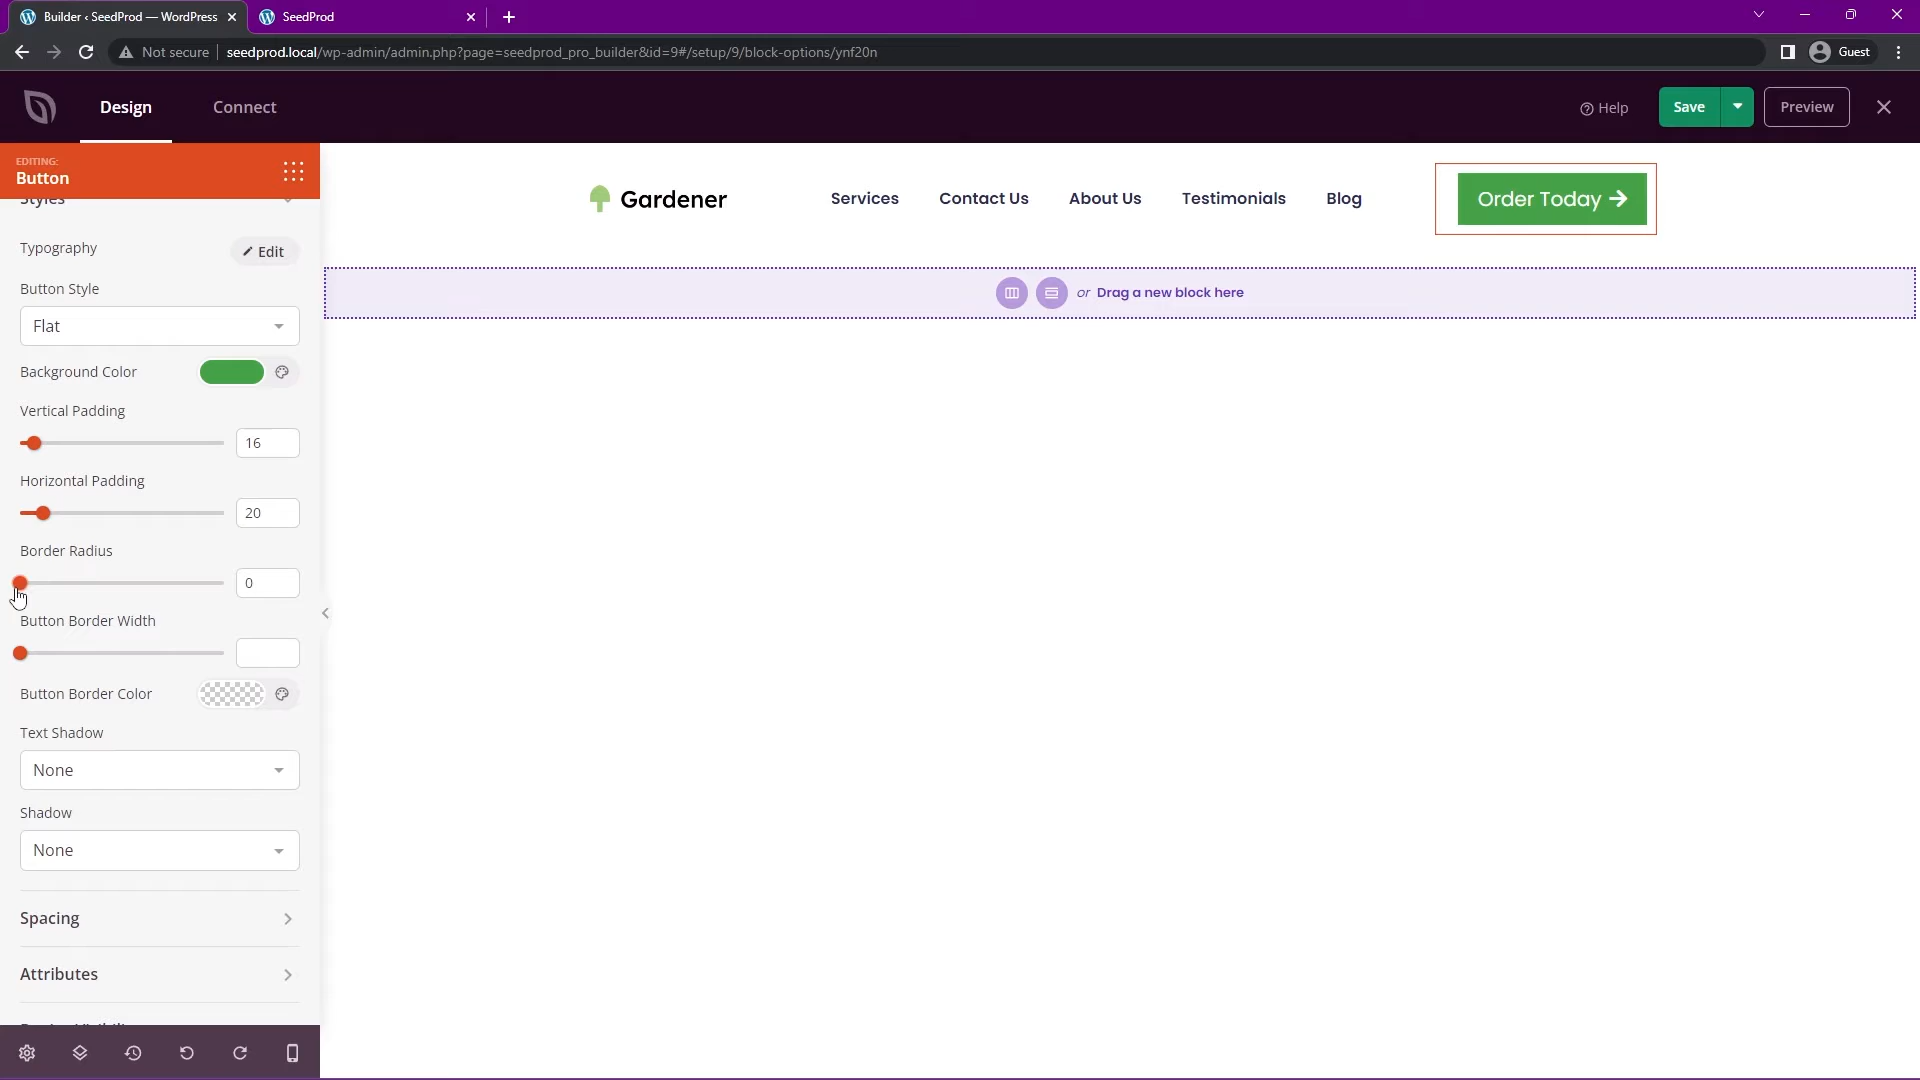 Builder ‹ SeedProd — WordPress
SeedProd
Not secure
seedprod.local/wp-admin/admin.php?page=seedprod_pro_builder&id=9#/setup/9/block-options/ynf20n
Guest
Design
Connect
Help
Save
Preview
EDITING:
Button
Styles
Typography
Edit
Button Style
Flat
Background Color
Vertical Padding
16
Horizontal Padding
20
Border Radius
0
Button Border Width
Button Border Color
Text Shadow
None
Shadow
None
Spacing
Attributes
Gardener
Services
Contact Us
About Us
Testimonials
Blog
Order Today
or Drag a new block here